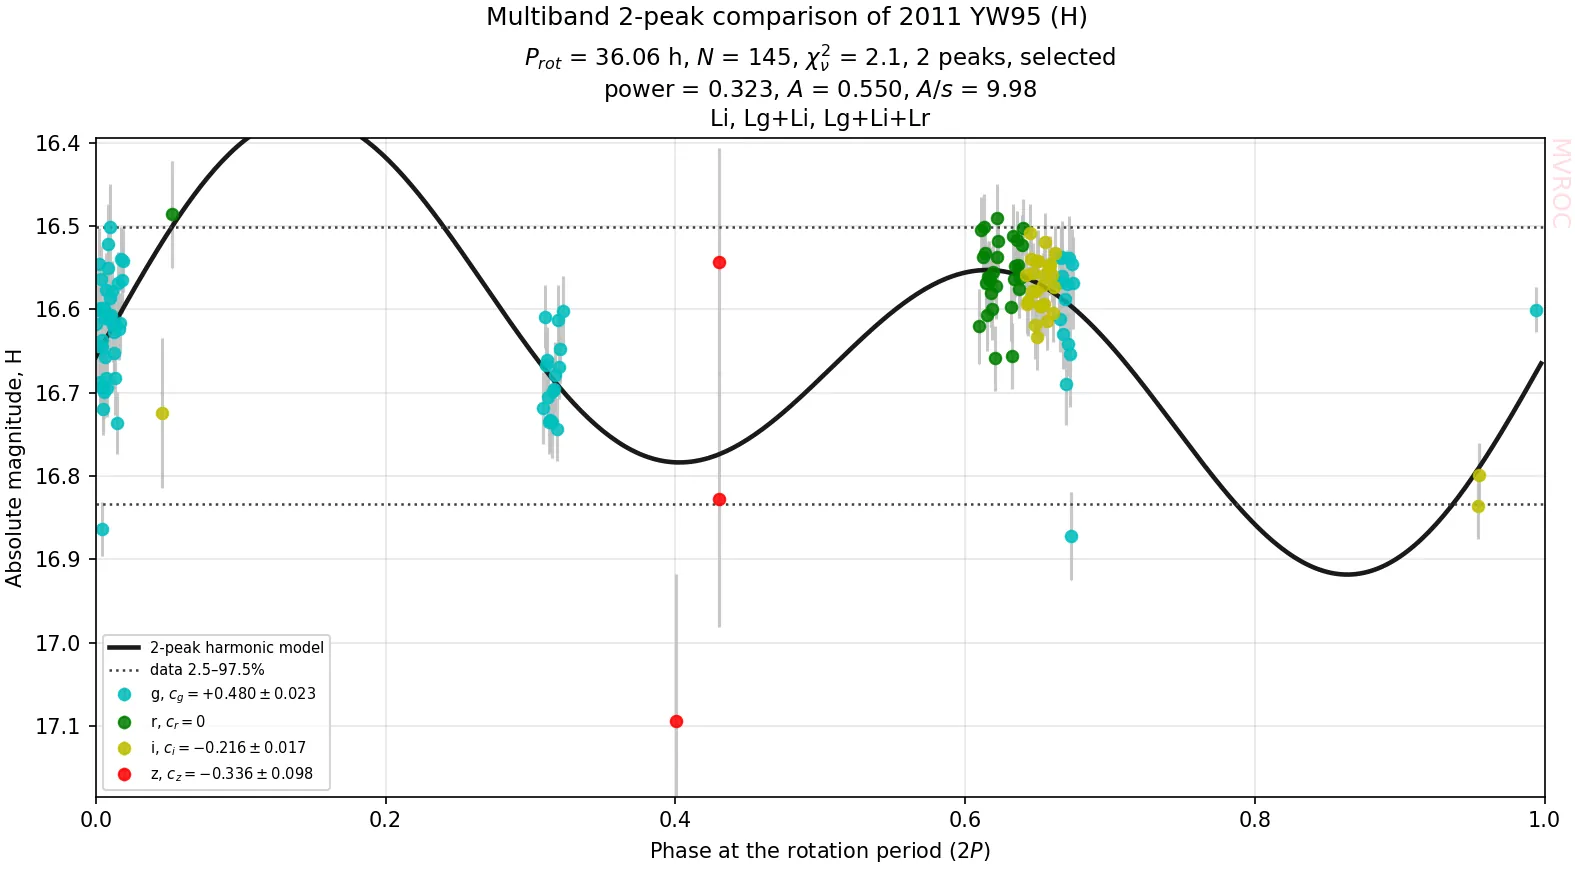 Multiband 2-peak comparison of 2011 YW95 (H)
P_rot = 36.06 h, N = 145, χ²_ν = 2.1, 2 peaks, selected
power = 0.323, A = 0.550, A/s = 9.98
Li, Lg+Li, Lg+Li+Lr
MVROC
Absolute magnitude, H
16.4
16.5
16.6
16.7
16.8
16.9
17.0
17.1
2-peak harmonic model
data 2.5–97.5%
g, c_g = +0.480 ± 0.023
r, c_r = 0
i, c_i = −0.216 ± 0.017
z, c_z = −0.336 ± 0.098
0.0 0.2 0.4 0.6 0.8 1.0
Phase at the rotation period (2P)